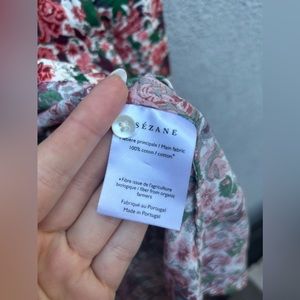 SÉZANE
Matière principale / Main fabric:
100% coton / cotton*
*Fibre issue de l'agriculture
biologique / fiber from organic
farmers
Fabriqué au Portugal
Made in Portugal